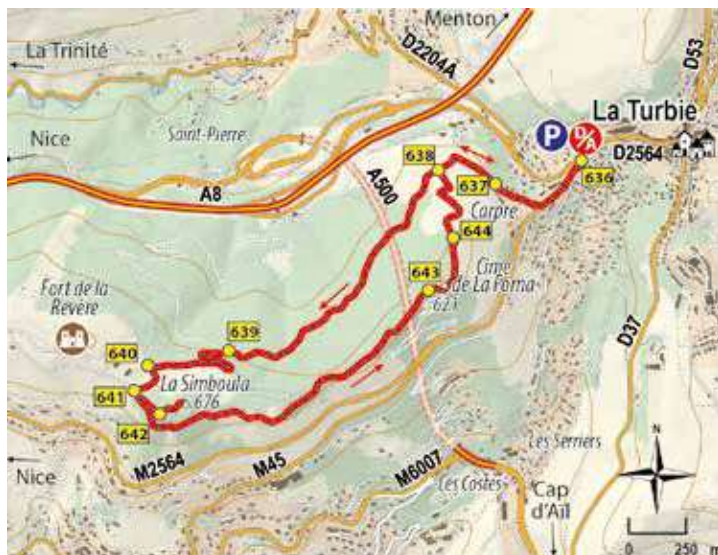 Menton
La Trinité
D2204A
D53
La Turbie
P
D/A
Nice
Saint-Pierre
638
D2564
636
A8
A500
637
Carpre
644
643
Cime
de La Forna
621
Fort de la
Revère
639
640
D37
La Simboula
676
641
642
M2564
M45
M6007
Les Serriers
N
Nice
Les Costes
Cap
d'Ail
0 250 m